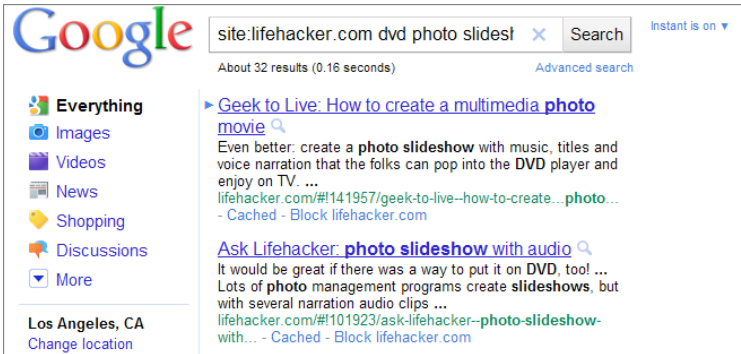 Google
site:lifehacker.com dvd photo slidesh
Search
Instant is on ▼
About 32 results (0.16 seconds)
Advanced search
Everything
Images
Videos
News
Shopping
Discussions
More
Los Angeles, CA
Change location
Geek to Live: How to create a multimedia photo
movie
Even better: create a photo slideshow with music, titles and
voice narration that the folks can pop into the DVD player and
enjoy on TV. ...
lifehacker.com/#!141957/geek-to-live--how-to-create...photo...
- Cached - Block lifehacker.com
Ask Lifehacker: photo slideshow with audio
It would be great if there was a way to put it on DVD, too! ...
Lots of photo management programs create slideshows, but
with several narration audio clips ...
lifehacker.com/#!101923/ask-lifehacker--photo-slideshow-
with... - Cached - Block lifehacker.com